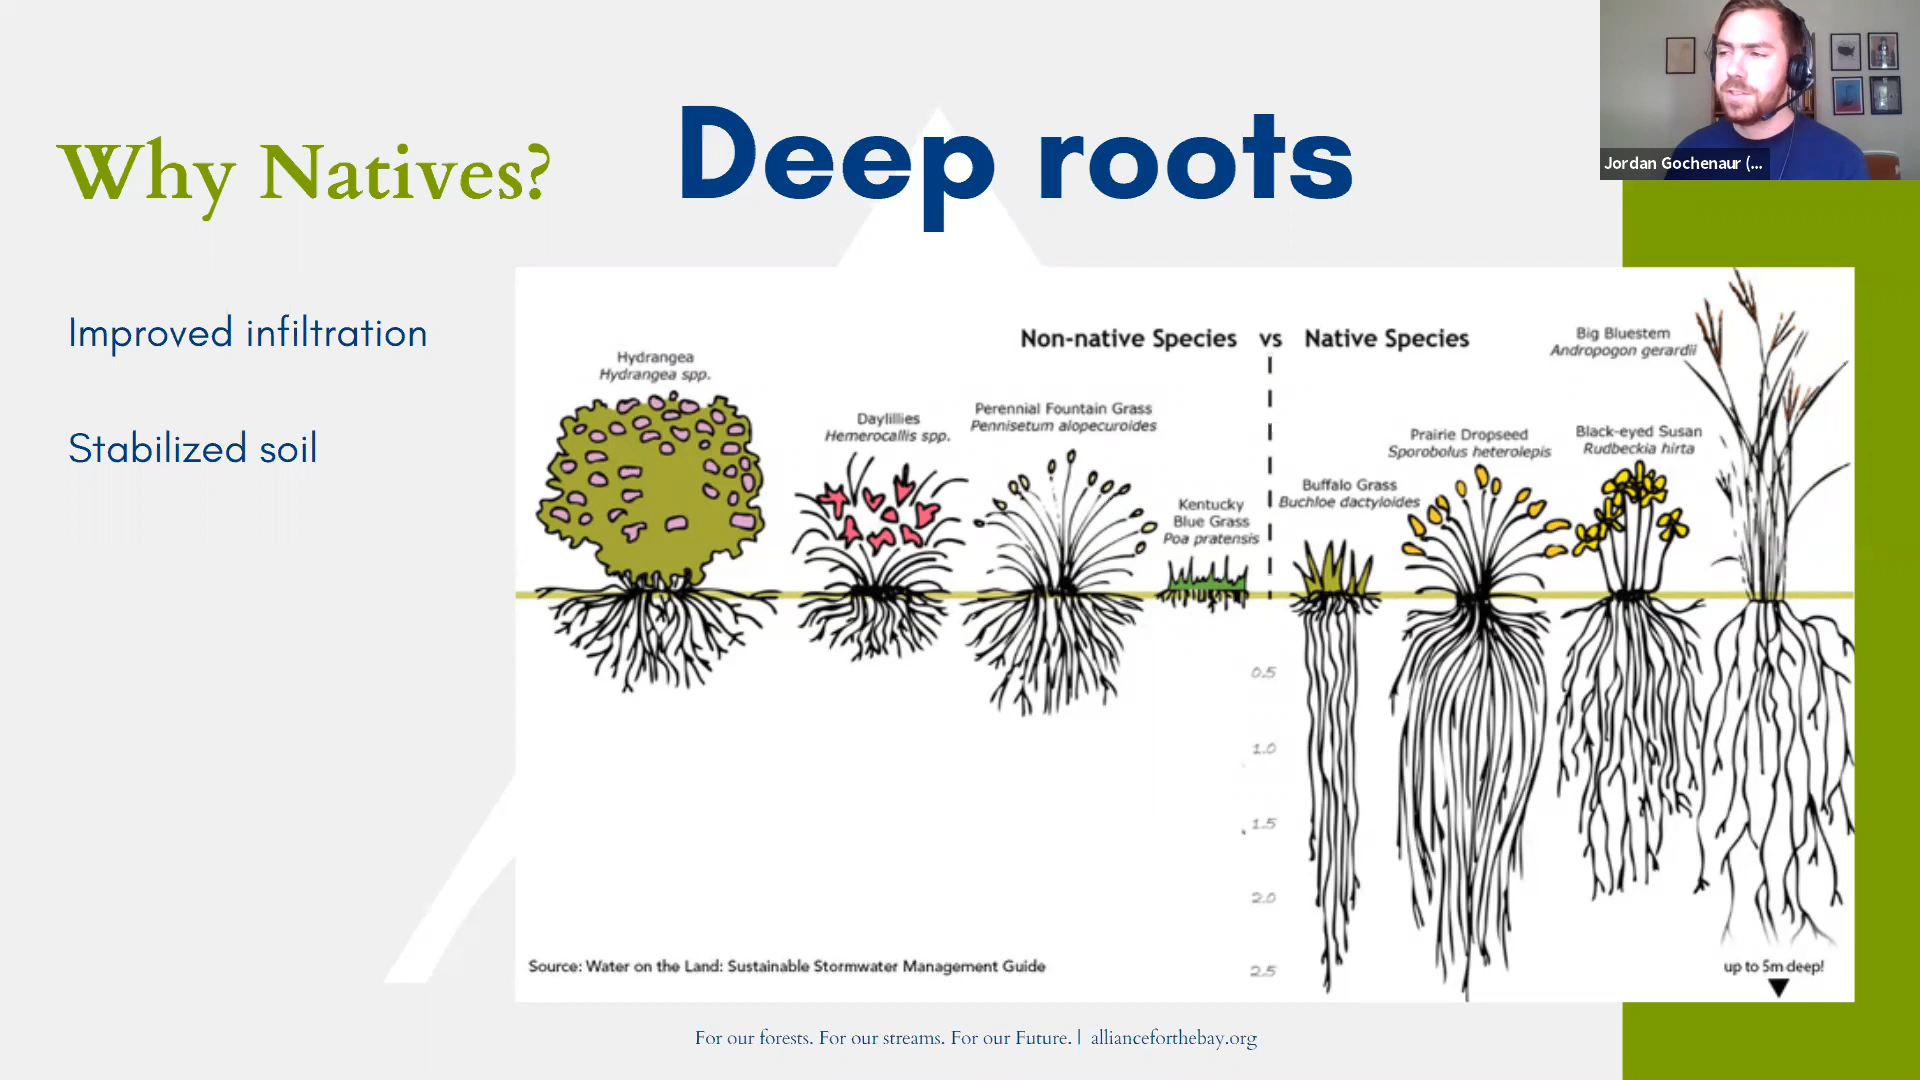 Why Natives?
Deep roots
Jordan Gochenaur (...
Improved infiltration
Stabilized soil
Non-native Species vs Native Species
Hydrangea
Hydrangea spp.
Daylillies
Hemerocallis spp.
Perennial Fountain Grass
Pennisetum alopecuroides
Kentucky
Blue Grass
Poa pratensis
Buffalo Grass
Buchloe dactyloides
Prairie Dropseed
Sporobolus heterolepis
Black-eyed Susan
Rudbeckia hirta
Big Bluestem
Andropogon gerardii
0.5
1.0
1.5
2.0
2.5
Source: Water on the Land: Sustainable Stormwater Management Guide
up to 5m deep!
For our forests. For our streams. For our Future. | allianceforthebay.org